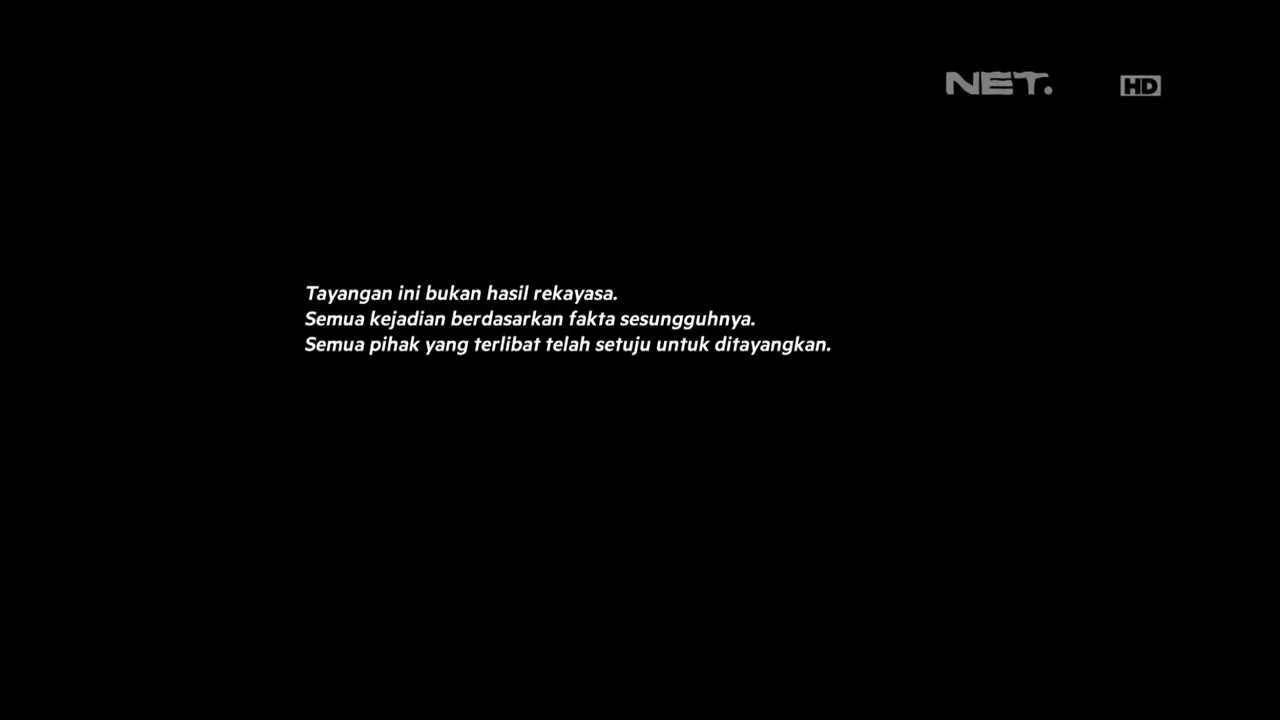 NET.
HD
Tayangan ini bukan hasil rekayasa.
Semua kejadian berdasarkan fakta sesungguhnya.
Semua pihak yang terlibat telah setuju untuk ditayangkan.